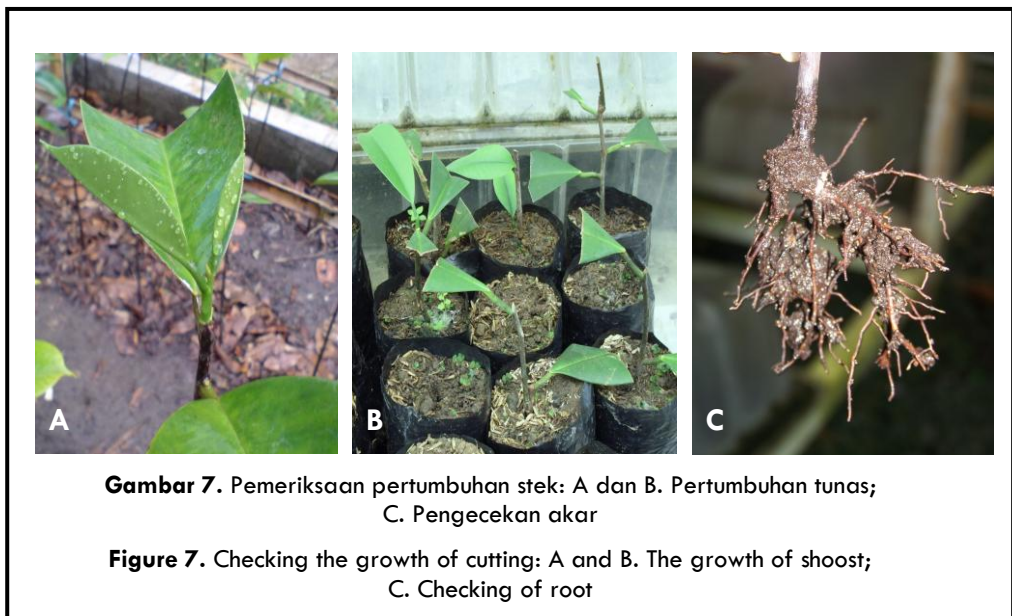 A
B
C
Gambar 7. Pemeriksaan pertumbuhan stek: A dan B. Pertumbuhan tunas;
C. Pengecekan akar
Figure 7. Checking the growth of cutting: A and B. The growth of shoost;
C. Checking of root